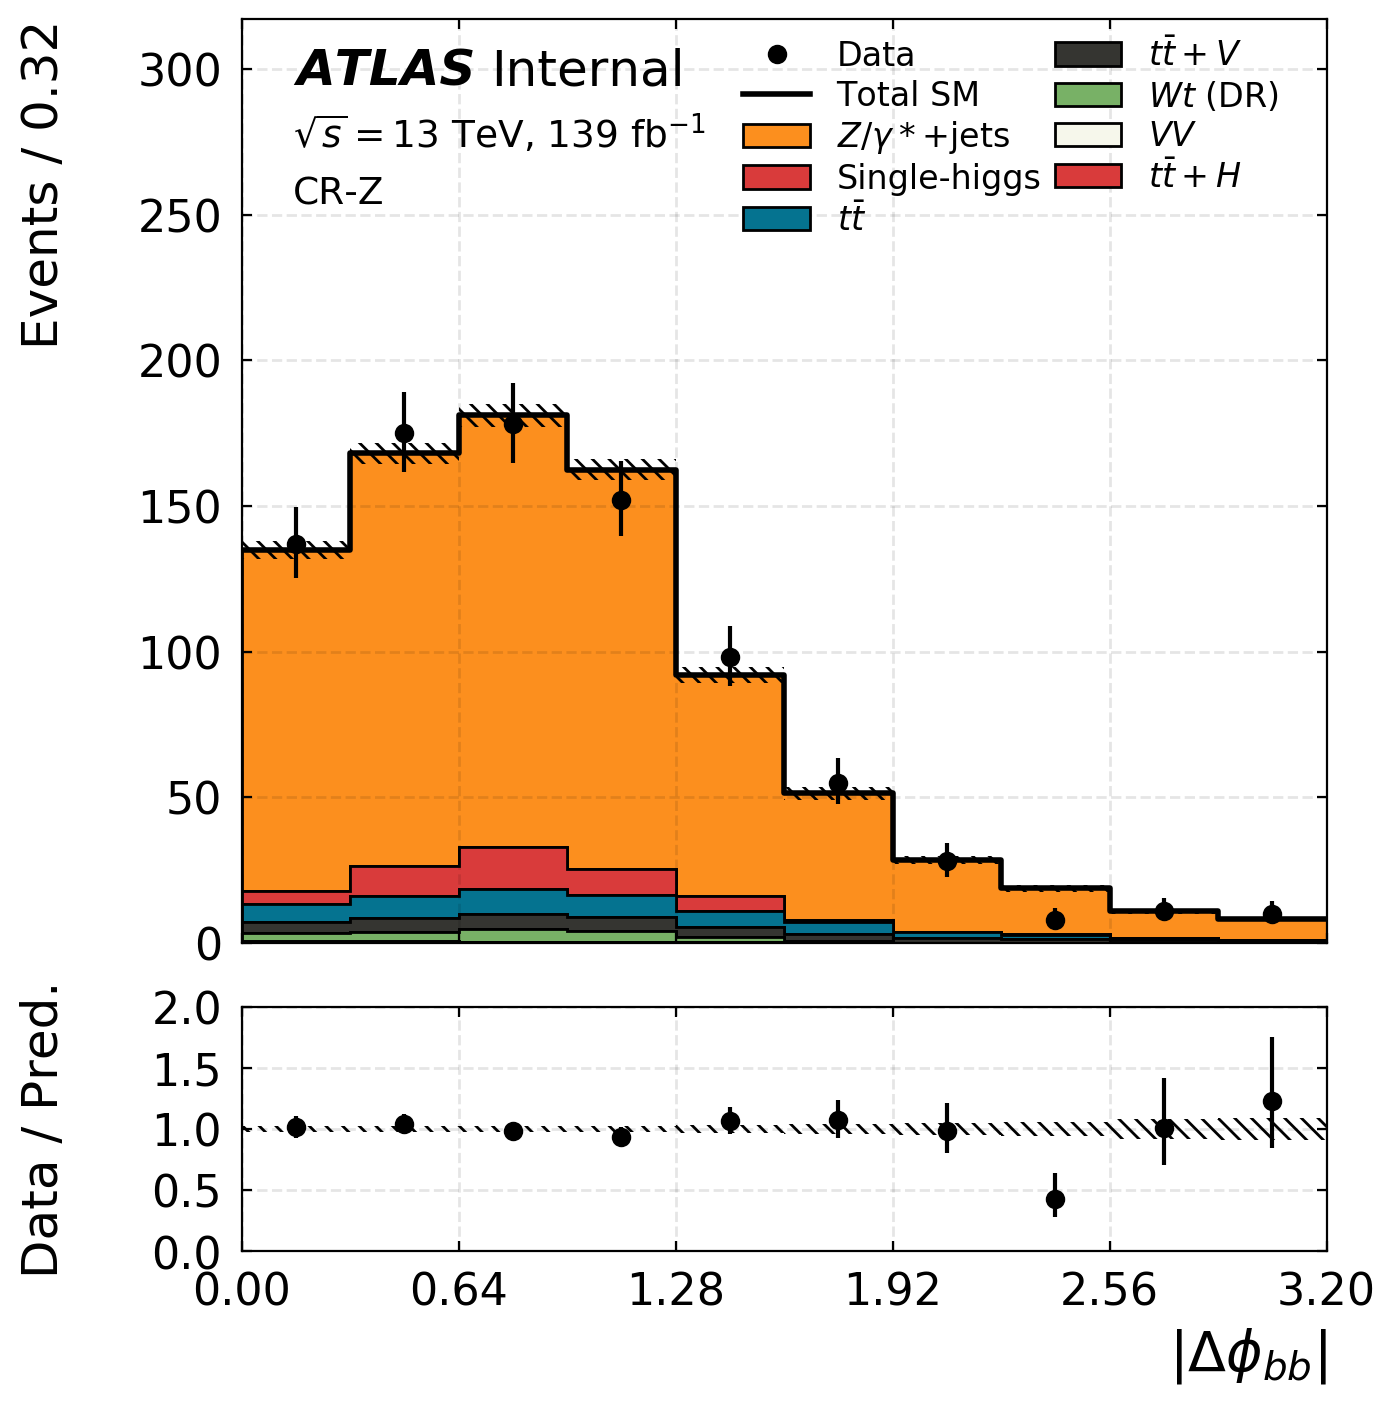 Events / 0.32
300
250
200
150
100
50
0
ATLAS Internal
√s = 13 TeV, 139 fb⁻¹
CR-Z
Data
Total SM
Z/γ*+jets
Single-higgs
tt̄
tt̄ + V
Wt (DR)
VV
tt̄ + H
Data / Pred.
2.0
1.5
1.0
0.5
0.0
0.00 0.64 1.28 1.92 2.56 3.20
|Δϕ_bb|